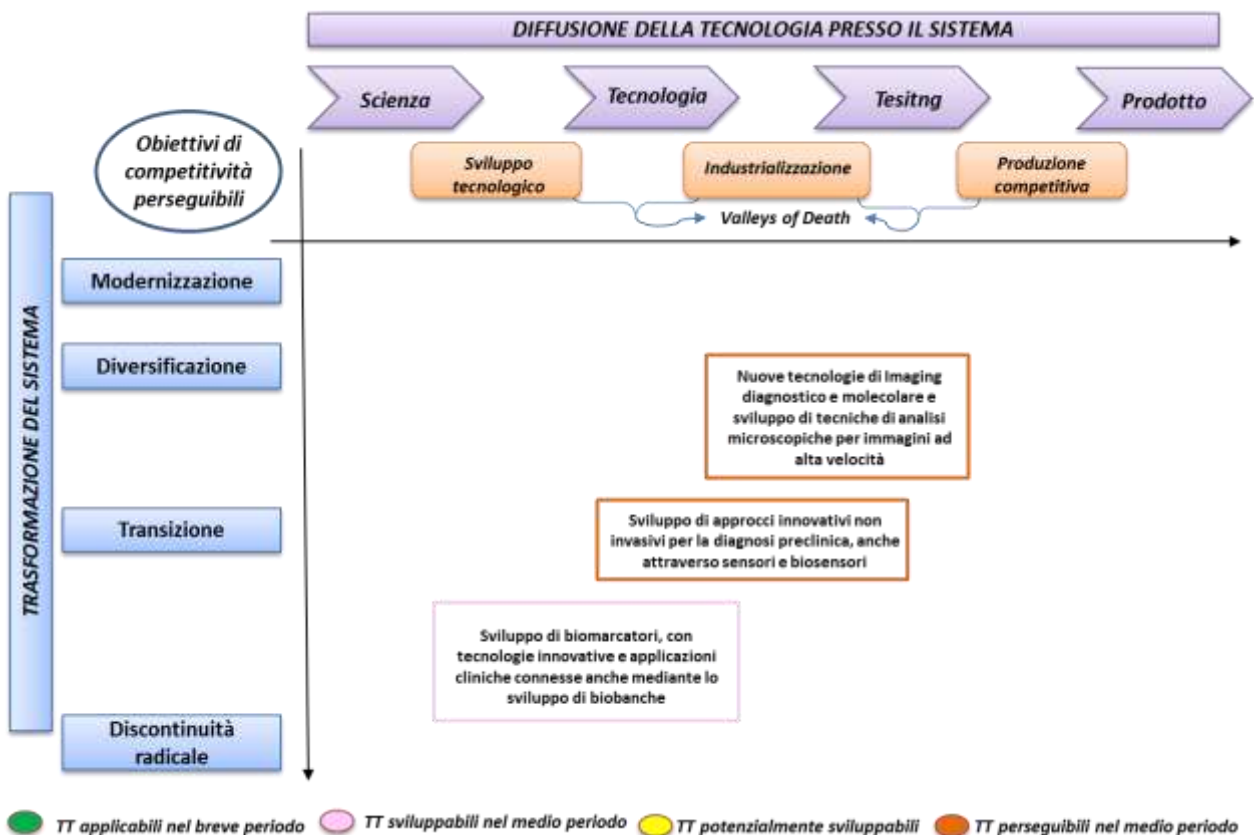 DIFFUSIONE DELLA TECNOLOGIA PRESSO IL SISTEMA
Scienza
Tecnologia
Tesitng
Prodotto
Obiettivi di
competitività
perseguibili
Sviluppo
tecnologico
Industrializzazione
Produzione
competitiva
Valleys of Death
TRASFORMAZIONE DEL SISTEMA
Modernizzazione
Diversificazione
Nuove tecnologie di Imaging
diagnostico e molecolare e
sviluppo di tecniche di analisi
microscopiche per immagini ad
alta velocità
Transizione
Sviluppo di approcci innovativi non
invasivi per la diagnosi preclinica, anche
attraverso sensori e biosensori
Sviluppo di biomarcatori, con
tecnologie innovative e applicazioni
cliniche connesse anche mediante lo
sviluppo di biobanche
Discontinuità
radicale
TT applicabili nel breve periodo
TT sviluppabili nel medio periodo
TT potenzialmente sviluppabili
TT perseguibili nel medio periodo